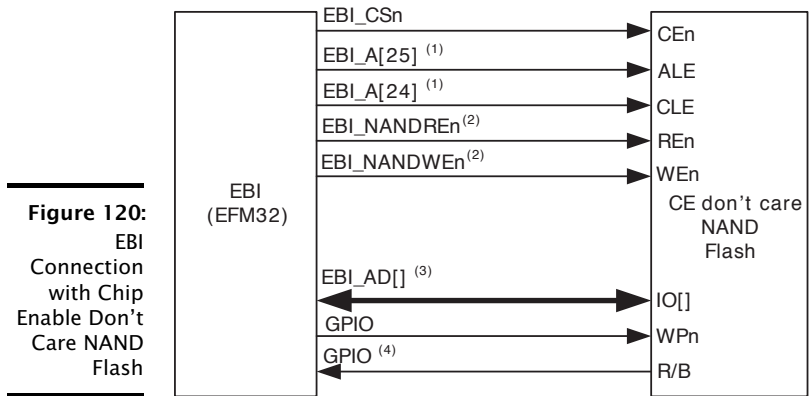 EBI_CSn
CEn
EBI_A[25] (1)
ALE
EBI_A[24] (1)
CLE
EBI_NANDREn(2)
REn
EBI_NANDWEn(2)
WEn
EBI
(EFM32)
CE don't care
NAND
Flash
EBI_AD[] (3)
IO[]
GPIO
WPn
GPIO (4)
R/B
Figure 120:
EBI
Connection
with Chip
Enable Don't
Care NAND
Flash